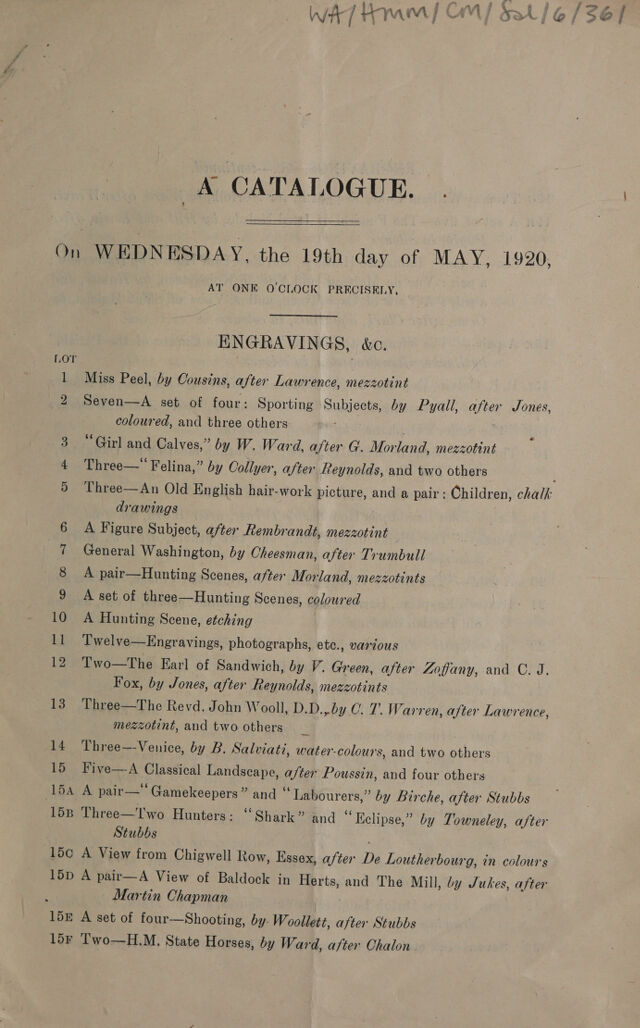 WA/HMM/CM/Sal/6/361
A CATALOGUE.
On WEDNESDAY, the 19th day of MAY, 1920,
AT ONE O'CLOCK PRECISELY.
ENGRAVINGS, &c.
LOT
1 Miss Peel, by Cousins, after Lawrence, mezzotint
2 Seven—A set of four: Sporting Subjects, by Pyall, after Jones,
coloured, and three others
3 “Girl and Calves,” by W. Ward, after G. Morland, mezzotint
4 Three—“Felina,” by Collyer, after Reynolds, and two others
5 Three—An Old English hair-work picture, and a pair: Children, chalk
drawings
6 A Figure Subject, after Rembrandt, mezzotint
7 General Washington, by Cheesman, after Trumbull
8 A pair—Hunting Scenes, after Morland, mezzotints
9 A set of three—Hunting Scenes, coloured
10 A Hunting Scene, etching
11 Twelve—Engravings, photographs, etc., various
12 Two—The Earl of Sandwich, by V. Green, after Zoffany, and C. J.
Fox, by Jones, after Reynolds, mezzotints
13 Three—The Revd. John Wooll, D.D., by C. T. Warren, after Lawrence,
mezzotint, and two others
14 Three—Venice, by B. Salviati, water-colours, and two others
15 Five—A Classical Landscape, after Poussin, and four others
15A A pair—“Gamekeepers” and “Labourers,” by Birche, after Stubbs
15B Three—Two Hunters: “Shark” and “Eclipse,” by Towneley, after
Stubbs
15C A View from Chigwell Row, Essex, after De Loutherbourg, in colours
15D A pair—A View of Baldock in Herts, and The Mill, by Jukes, after
Martin Chapman
15E A set of four—Shooting, by Woollett, after Stubbs
15F Two—H.M. State Horses, by Ward, after Chalon